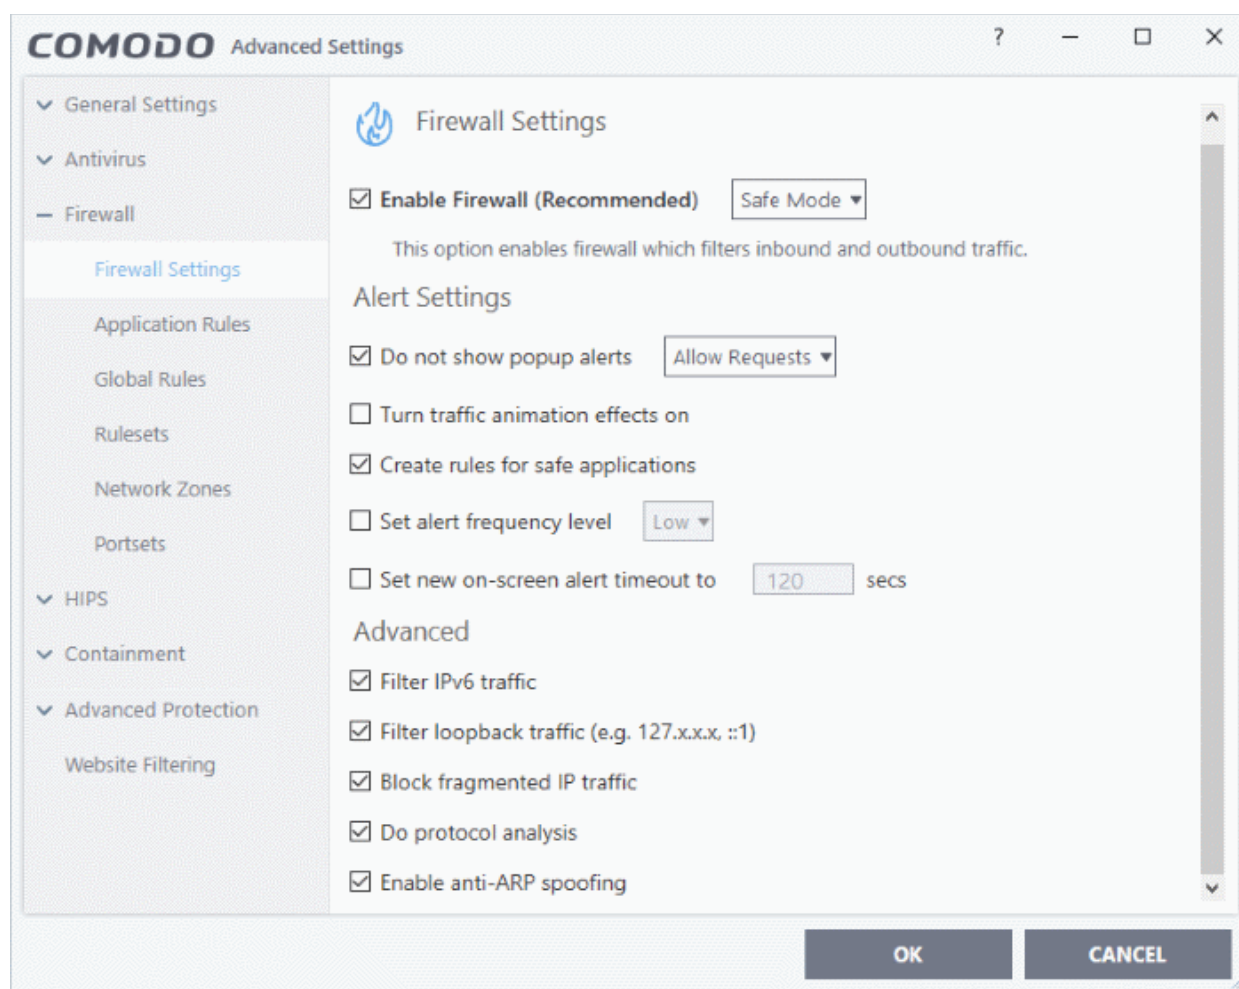 COMODO Advanced Settings ?
General Settings
Antivirus
Firewall
Firewall Settings
Application Rules
Global Rules
Rulesets
Network Zones
Portsets
HIPS
Containment
Advanced Protection
Website Filtering
Firewall Settings
Enable Firewall (Recommended) Safe Mode
This option enables firewall which filters inbound and outbound traffic.
Alert Settings
Do not show popup alerts Allow Requests
Turn traffic animation effects on
Create rules for safe applications
Set alert frequency level Low
Set new on-screen alert timeout to 120 secs
Advanced
Filter IPv6 traffic
Filter loopback traffic (e.g. 127.x.x.x, ::1)
Block fragmented IP traffic
Do protocol analysis
Enable anti-ARP spoofing
OK CANCEL